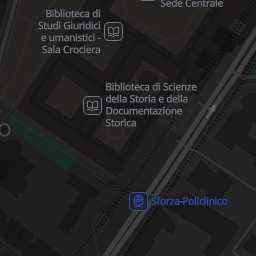 Sede Centrale
Biblioteca di
Studi Giuridici
e umanistici -
Sala Crociera
Biblioteca di Scienze
della Storia e della
Documentazione
Storica
o
Sforza-Policlinico